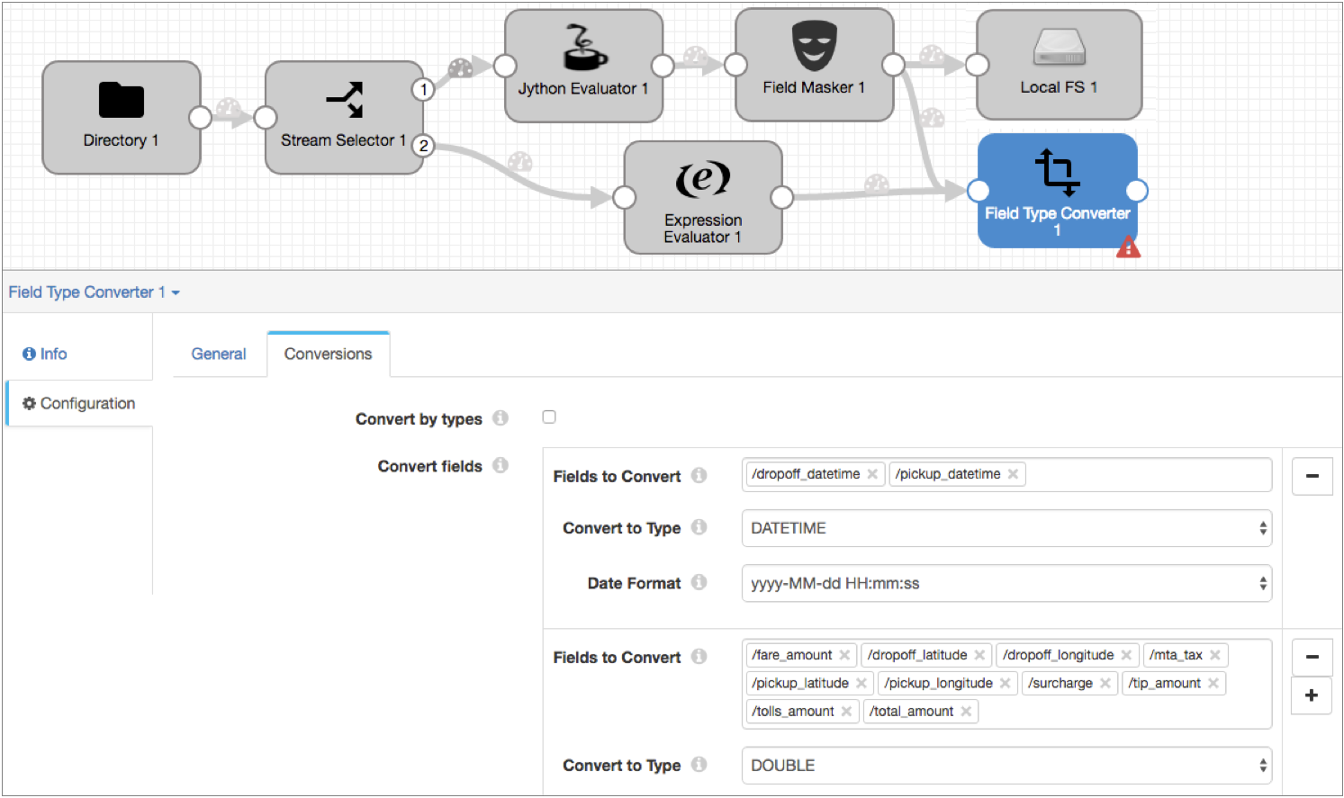 Directory 1
Stream Selector 1
1
2
Jython Evaluator 1
Field Masker 1
Local FS 1
Expression
Evaluator 1
Field Type Converter
1
Field Type Converter 1
Info
Configuration
General
Conversions
Convert by types
Convert fields
Fields to Convert
/dropoff_datetime × /pickup_datetime ×
Convert to Type
DATETIME
Date Format
yyyy-MM-dd HH:mm:ss
Fields to Convert
/fare_amount × /dropoff_latitude × /dropoff_longitude × /mta_tax ×
/pickup_latitude × /pickup_longitude × /surcharge × /tip_amount ×
/tolls_amount × /total_amount ×
Convert to Type
DOUBLE